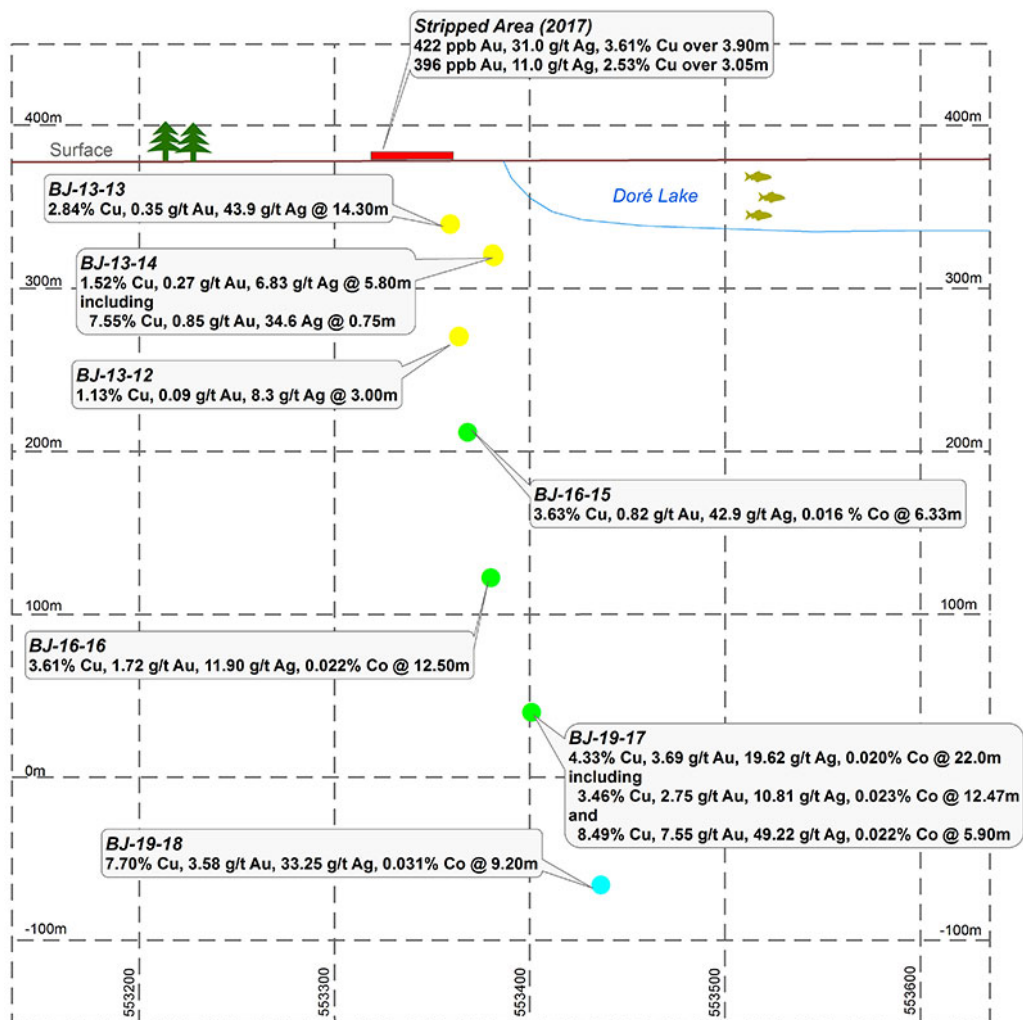 Stripped Area (2017)
422 ppb Au, 31.0 g/t Ag, 3.61% Cu over 3.90m
396 ppb Au, 11.0 g/t Ag, 2.53% Cu over 3.05m
400m
400m
Surface
BJ-13-13
2.84% Cu, 0.35 g/t Au, 43.9 g/t Ag @ 14.30m
Doré Lake
BJ-13-14
1.52% Cu, 0.27 g/t Au, 6.83 g/t Ag @ 5.80m
including
7.55% Cu, 0.85 g/t Au, 34.6 Ag @ 0.75m
300m
300m
BJ-13-12
1.13% Cu, 0.09 g/t Au, 8.3 g/t Ag @ 3.00m
200m
200m
BJ-16-15
3.63% Cu, 0.82 g/t Au, 42.9 g/t Ag, 0.016 % Co @ 6.33m
100m
100m
BJ-16-16
3.61% Cu, 1.72 g/t Au, 11.90 g/t Ag, 0.022% Co @ 12.50m
BJ-19-17
4.33% Cu, 3.69 g/t Au, 19.62 g/t Ag, 0.020% Co @ 22.0m
including
3.46% Cu, 2.75 g/t Au, 10.81 g/t Ag, 0.023% Co @ 12.47m
and
8.49% Cu, 7.55 g/t Au, 49.22 g/t Ag, 0.022% Co @ 5.90m
0m
0m
BJ-19-18
7.70% Cu, 3.58 g/t Au, 33.25 g/t Ag, 0.031% Co @ 9.20m
-100m
-100m
553200
553300
553400
553500
553600